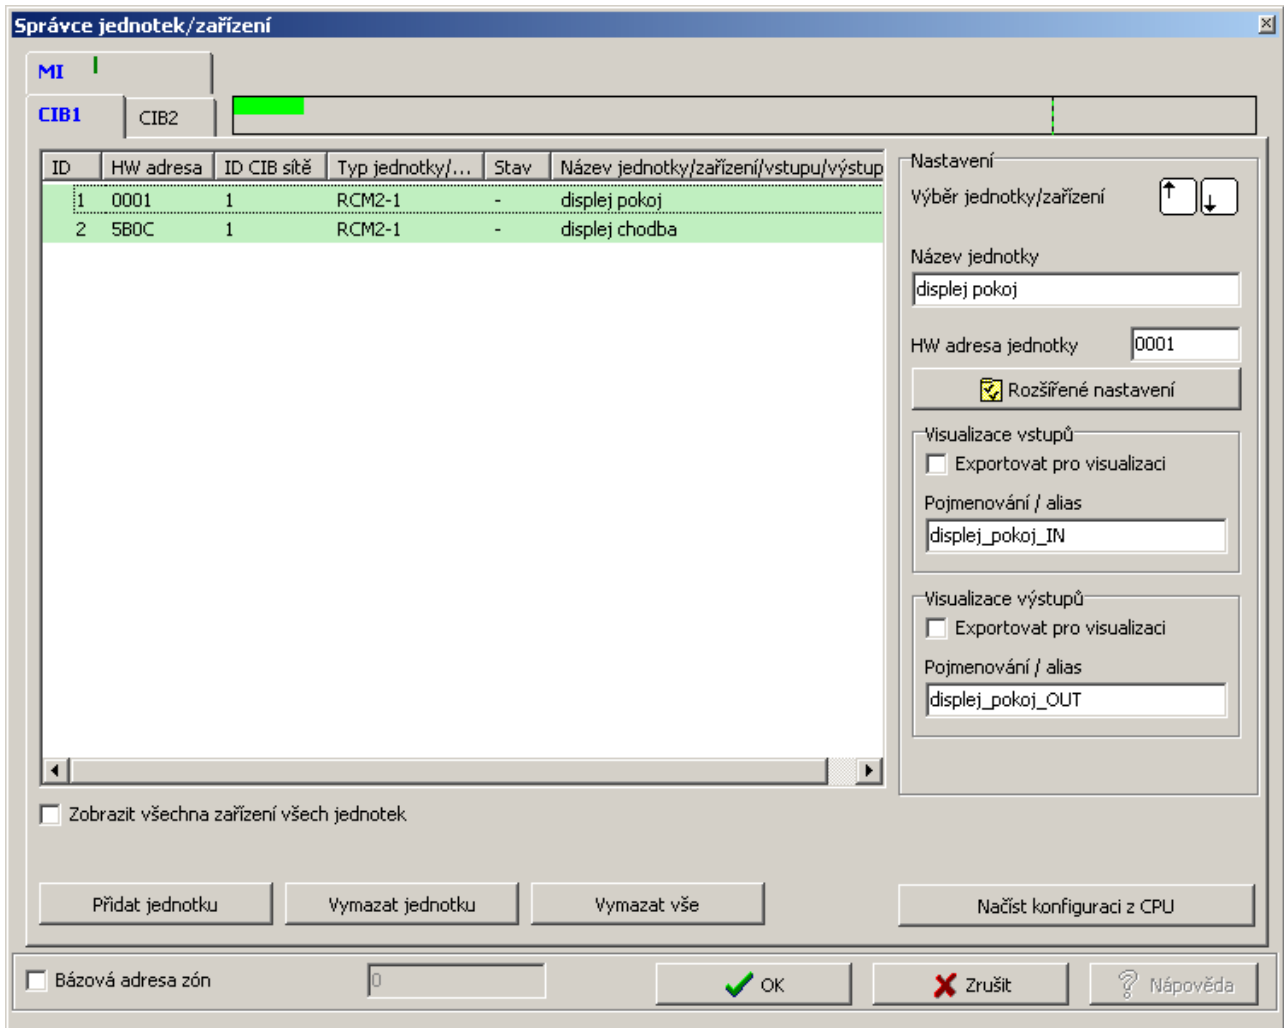 Správce jednotek/zařízení
MI
CIB1 CIB2
ID HW adresa ID CIB sítě Typ jednotky/... Stav Název jednotky/zařízení/vstupu/výstup
1 0001 1 RCM2-1 - displej pokoj
2 5B0C 1 RCM2-1 - displej chodba
Nastavení
Výběr jednotky/zařízení
Název jednotky
displej pokoj
HW adresa jednotky 0001
Rozšířené nastavení
Visualizace vstupů
Exportovat pro visualizaci
Pojmenování / alias
displej_pokoj_IN
Visualizace výstupů
Exportovat pro visualizaci
Pojmenování / alias
displej_pokoj_OUT
Zobrazit všechna zařízení všech jednotek
Přidat jednotku Vymazat jednotku Vymazat vše Načíst konfiguraci z CPU
Bázová adresa zón 0 OK Zrušit Nápověda